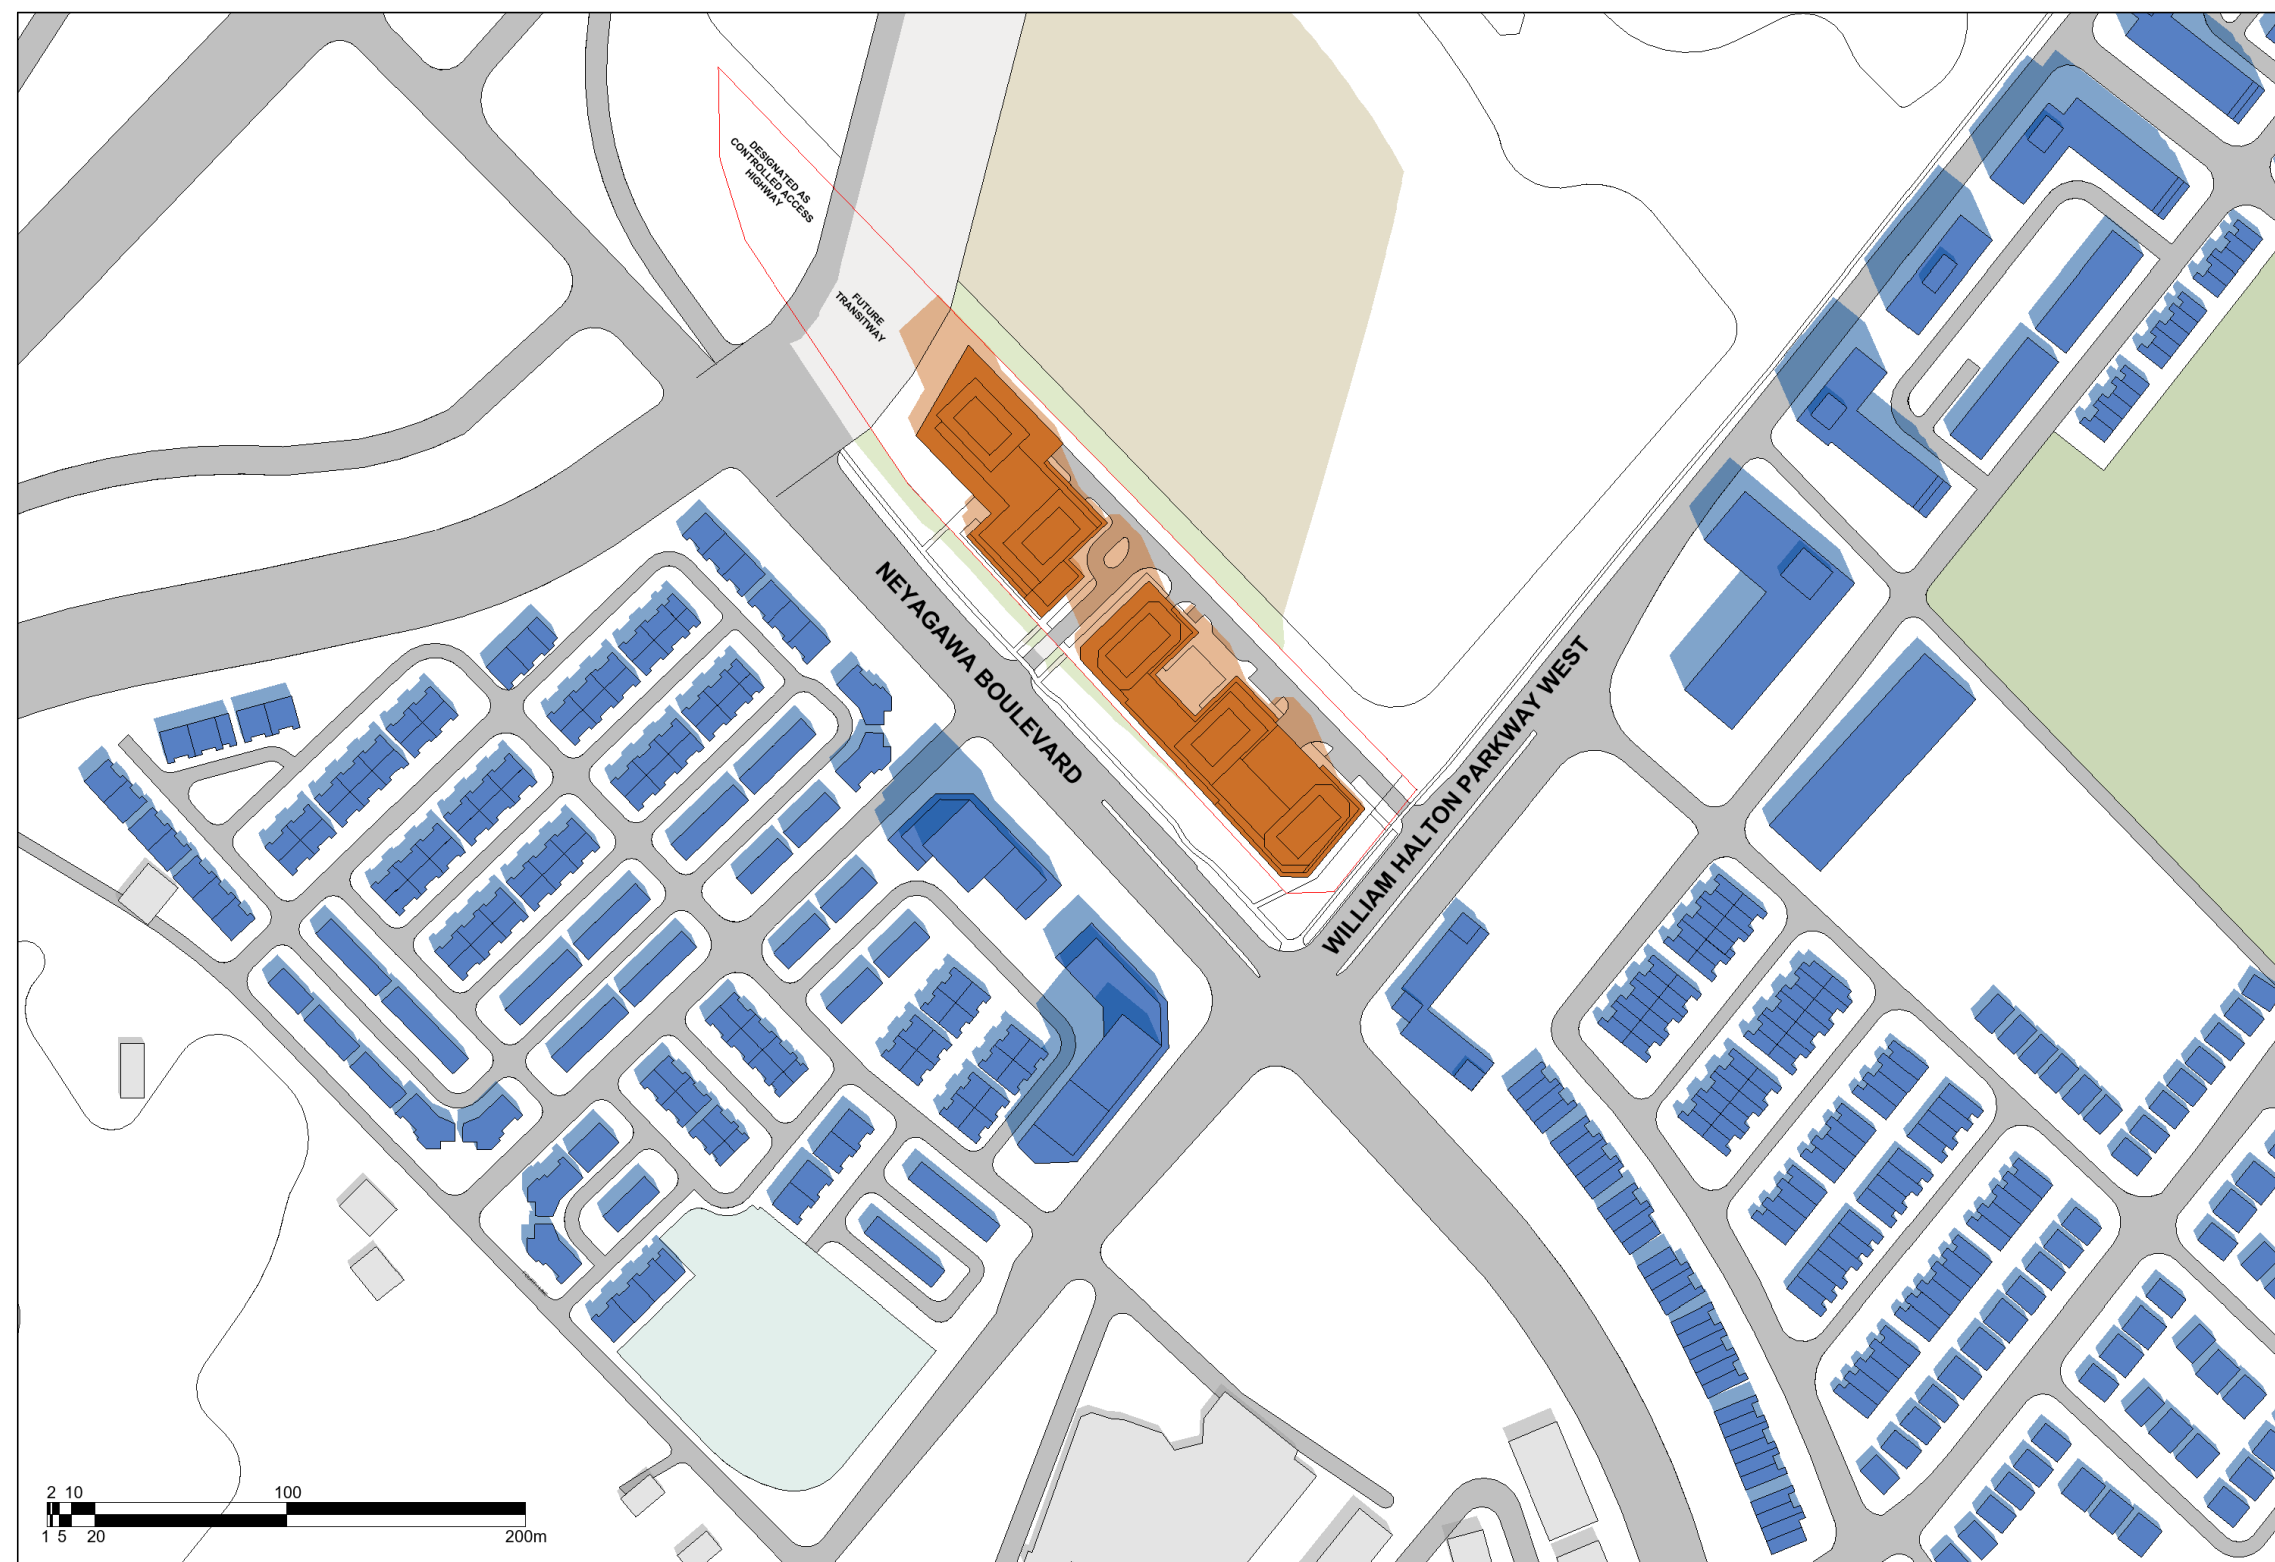 DESIGNATED AS
CONTROLLED ACCESS
HIGHWAY
FUTURE
TRANSITWAY
NEYAGAWA BOULEVARD
WILLIAM HALTON PARKWAY WEST
2 10 100
1 5 20 200m